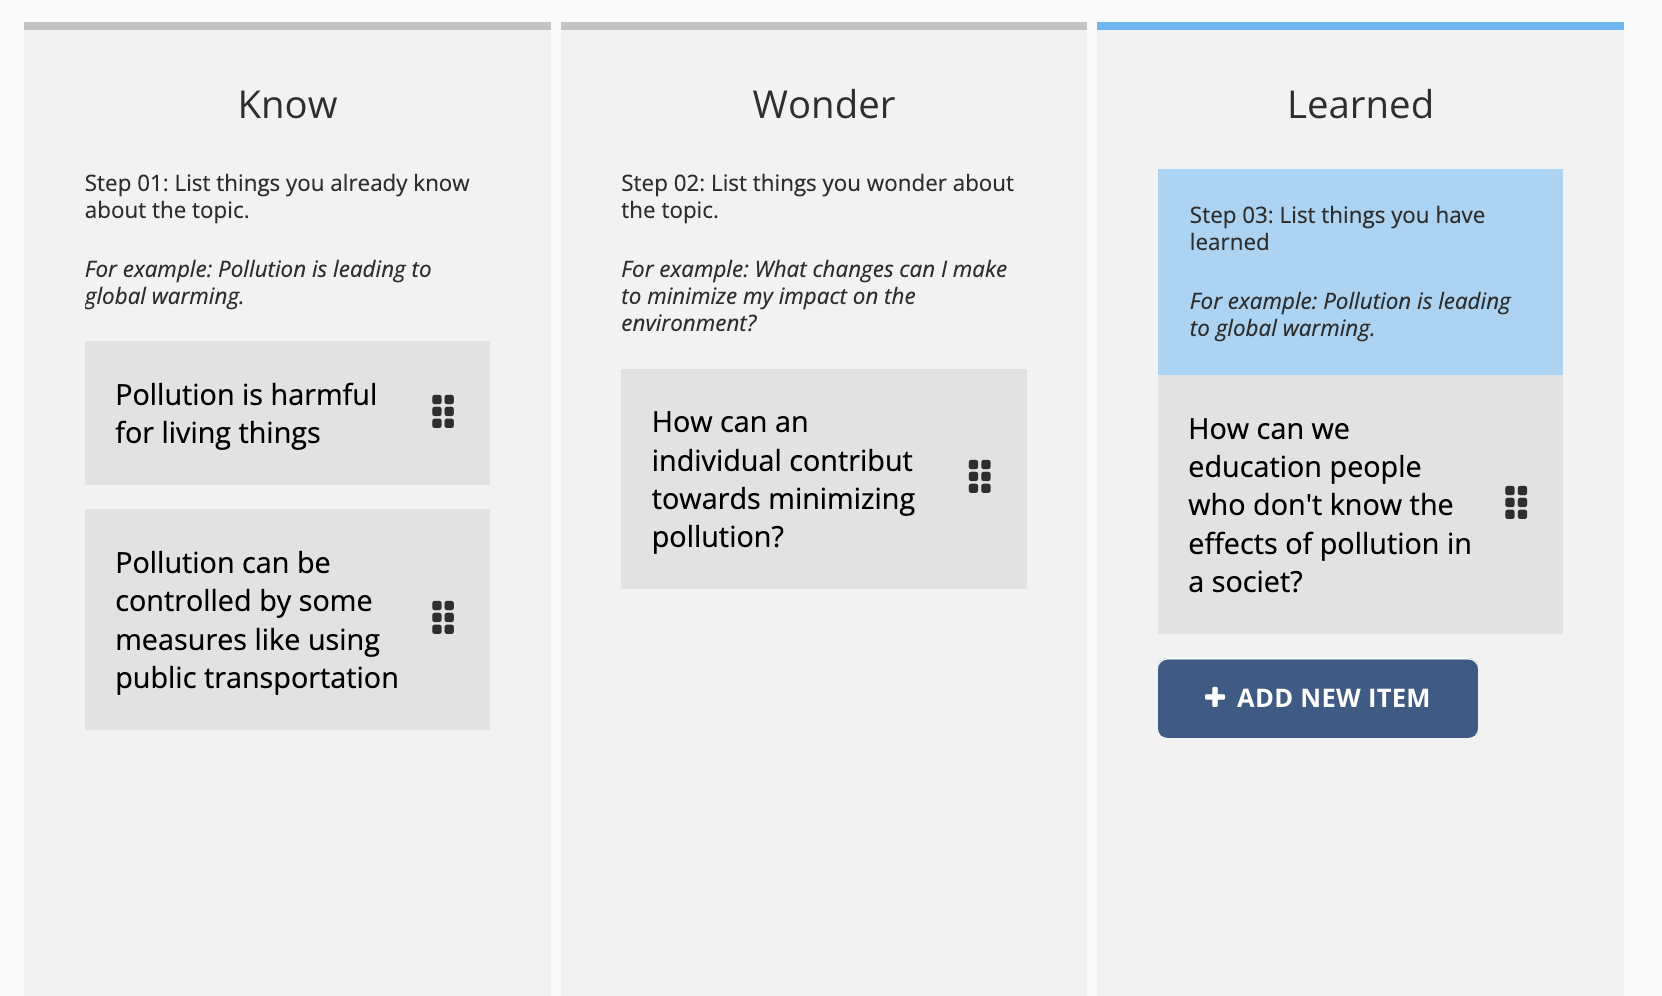 Know
Step 01: List things you already know
about the topic.
For example: Pollution is leading to
global warming.
Pollution is harmful
for living things
Pollution can be
controlled by some
measures like using
public transportation
Wonder
Step 02: List things you wonder about
the topic.
For example: What changes can I make
to minimize my impact on the
environment?
How can an
individual contribut
towards minimizing
pollution?
Learned
Step 03: List things you have
learned
For example: Pollution is leading
to global warming.
How can we
education people
who don't know the
effects of pollution in
a societ?
ADD NEW ITEM